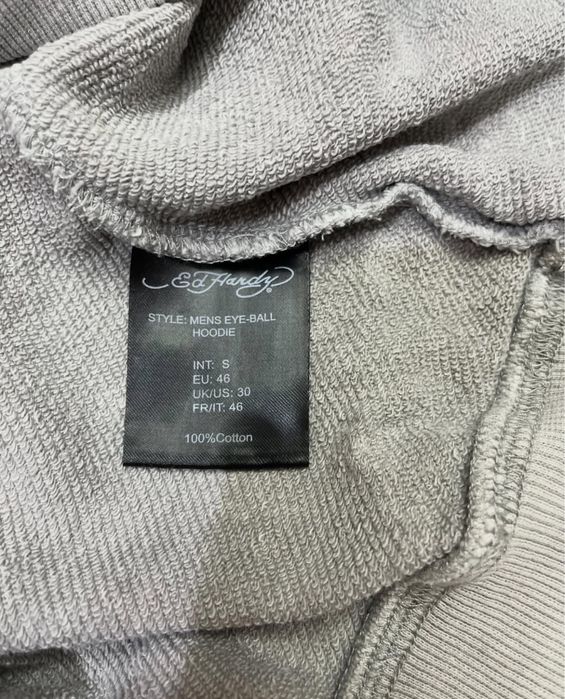 Ed Hardy®
STYLE: MENS EYE-BALL
HOODIE
INT: S
EU: 46
UK/US: 30
FR/IT: 46
100%Cotton